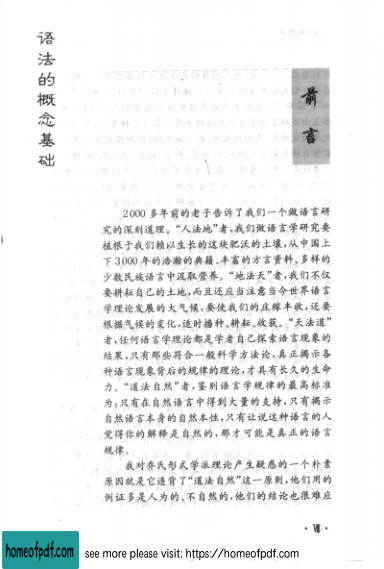 语法的概念基础
前言
2000多年前的老子告诉了我们一个做语言研
究的深刻道理。“人法地”者,我们做语言学研究要
植根于我们赖以生长的这块肥沃的土壤,从中国上
下3000年的浩瀚的典籍、丰富的方言资料、多样的
少数民族语言中汲取营养。“地法天”者,我们不仅
要耕耘自己的土地,而且还应当注意当今世界语言
学理论发展的大气候,要使我们的庄稼丰收,还要
根据气候的变化,适时播种、耕耘、收获。“天法道”
者,任何语言学理论都是学者自己探索语言现象的
结果,只有那些符合一般科学方法论,真正揭示各
种语言现象背后的规律的理论,才具有长久的生命
力。“道法自然”者,鉴别语言学规律的最高标准
为,只有在自然语言中得到大量的支持,只有揭示
自然语言本身的自然本性,只有让说这种语言的人
觉得你的解释是自然的,那才可能是真正的语言
规律。
我对乔氏形式学派理论产生疑惑的一个朴素
原因就是它违背了“道法自然”这一原则,他们用的
例证多是人为的、不自然的,他们的结论也很难应
·Ⅶ·
homeofpdf.com
see more please visit: https://homeofpdf.com